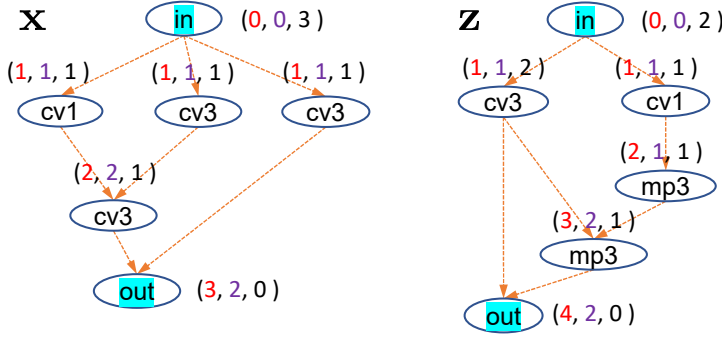 x
in (0, 0, 3 )
(1, 1, 1 ) (1, 1, 1 ) (1, 1, 1 )
cv1 cv3 cv3
(2, 2, 1 )
cv3
out (3, 2, 0 )
z
in (0, 0, 2 )
(1, 1, 2 ) (1, 1, 1 )
cv3 cv1
(2, 1, 1 )
mp3
(3, 2, 1 )
mp3
out (4, 2, 0 )